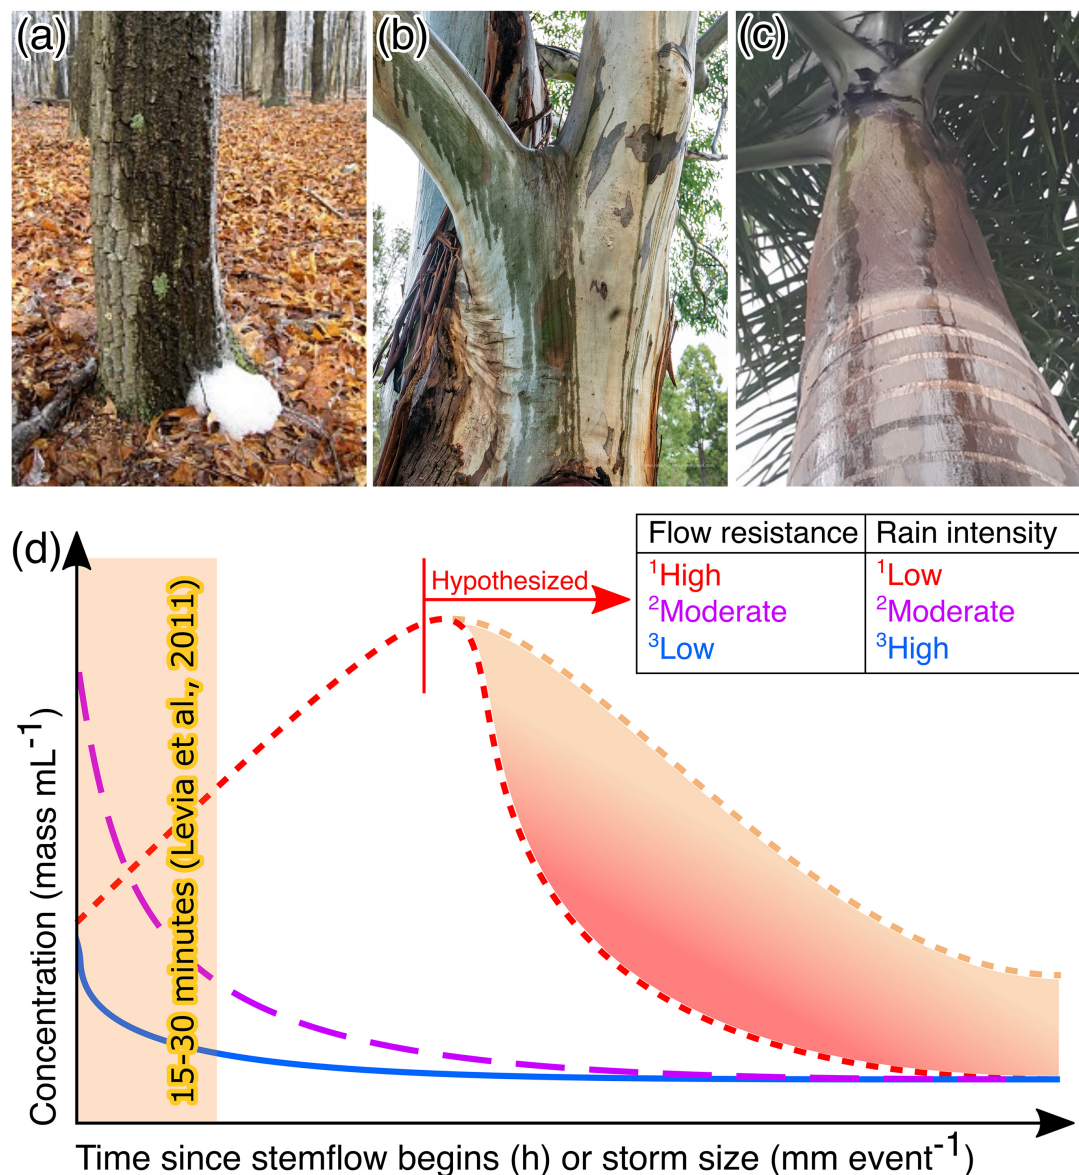 (a)
(b)
(c)
(d)
Flow resistance Rain intensity
¹High ¹Low
²Moderate ²Moderate
³Low ³High
Hypothesized
15-30 minutes (Levia et al., 2011)
Concentration (mass mL⁻¹)
Time since stemflow begins (h) or storm size (mm event⁻¹)